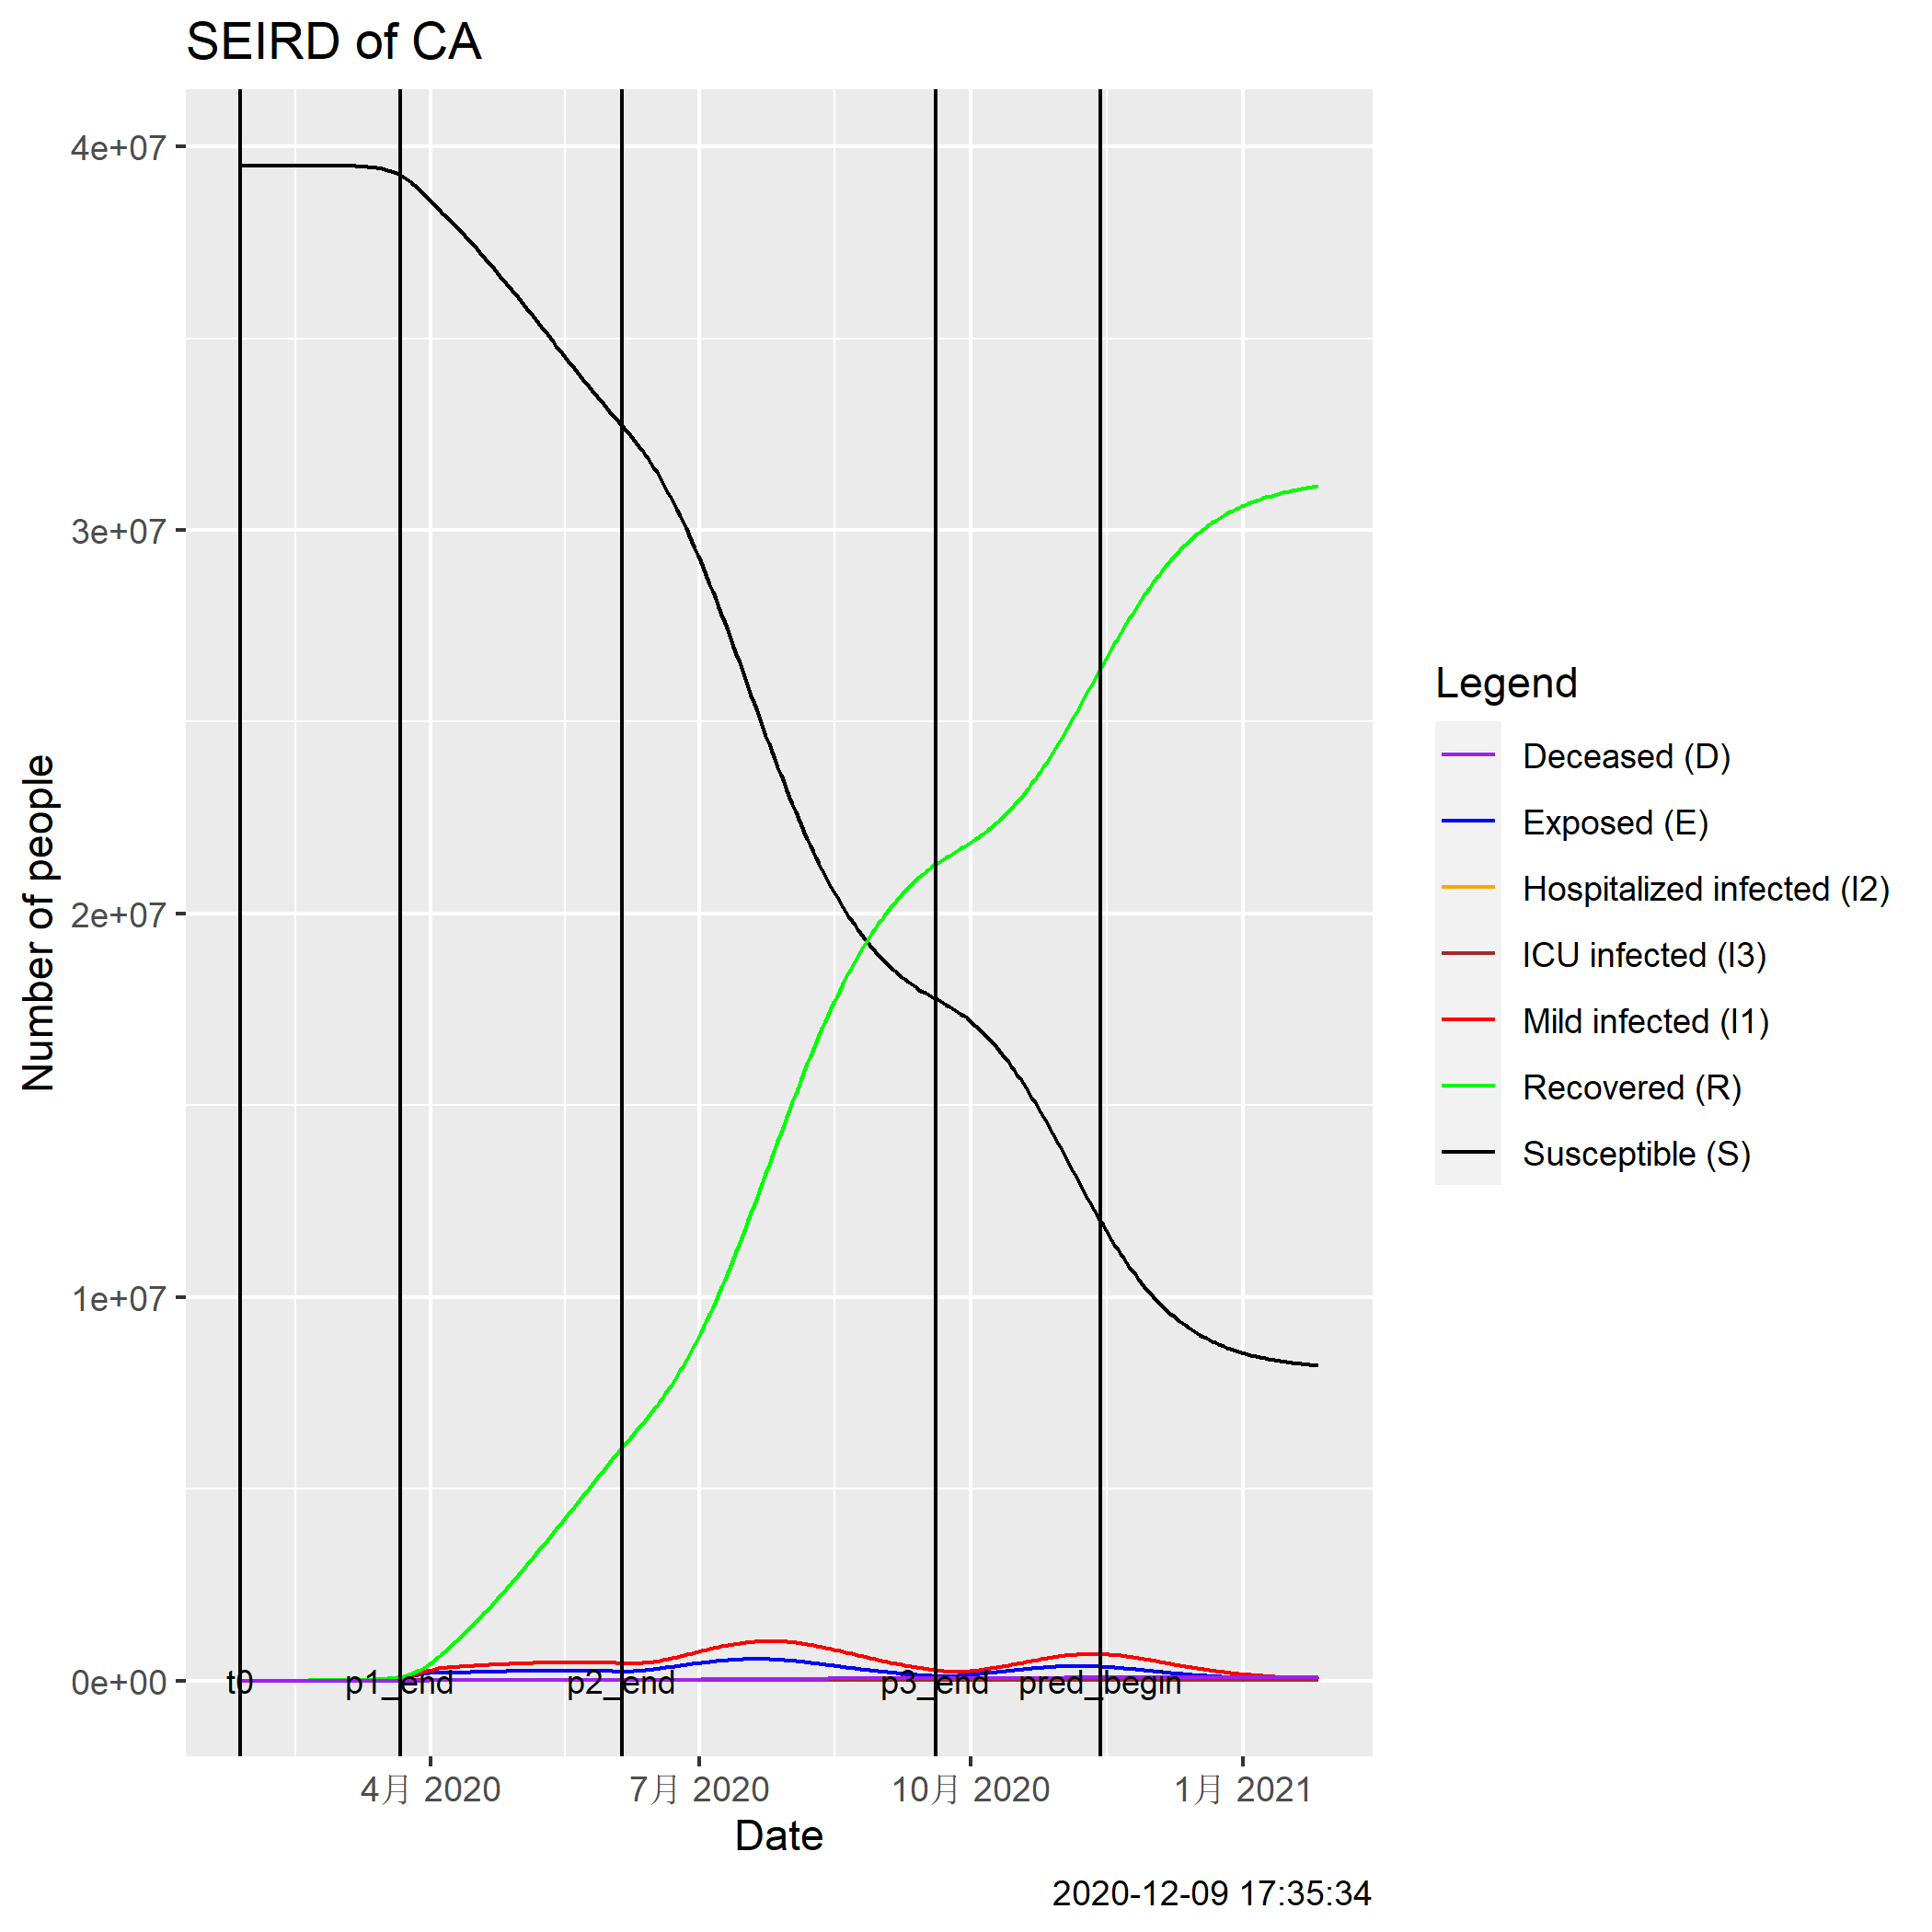 SEIRD of CA
4e+07
3e+07
2e+07
1e+07
0e+00
Number of people
t0
p1_end
p2_end
p3_end
pred_begin
4月 2020
7月 2020
10月 2020
1月 2021
Date
2020-12-09 17:35:34
Legend
Deceased (D)
Exposed (E)
Hospitalized infected (I2)
ICU infected (I3)
Mild infected (I1)
Recovered (R)
Susceptible (S)